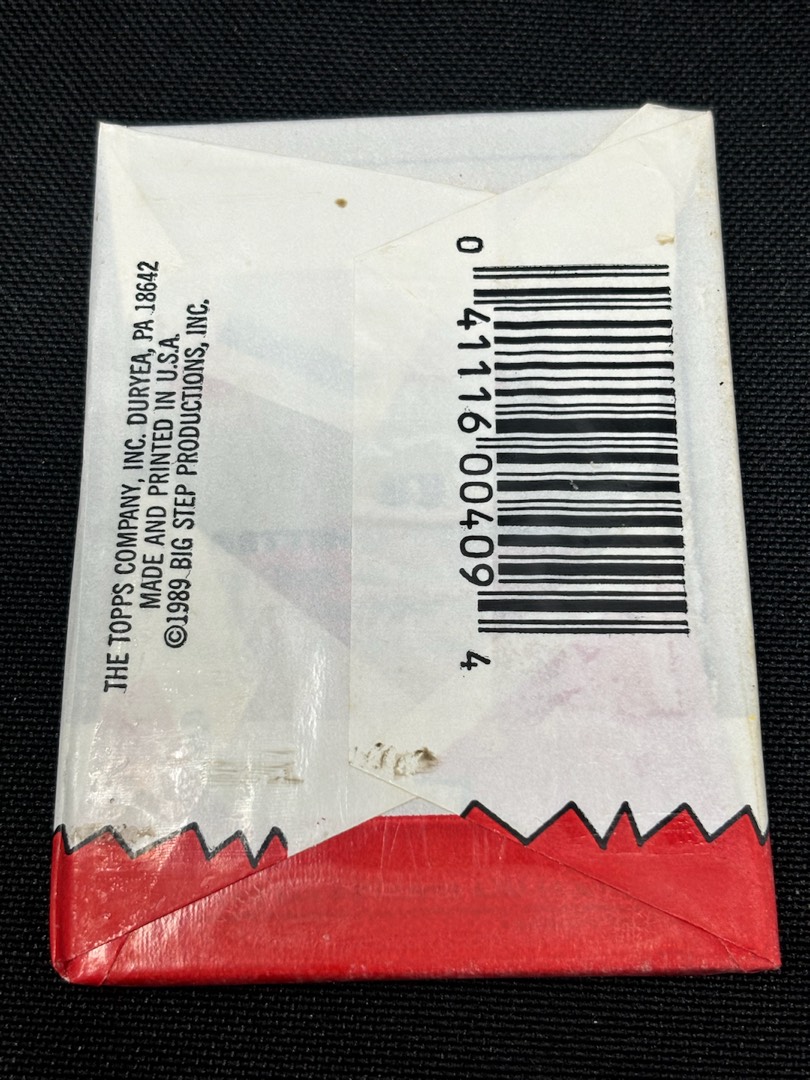 THE TOPPS COMPANY, INC. DURYEA, PA 18642
MADE AND PRINTED IN U.S.A.
©1989 BIG STEP PRODUCTIONS, INC.
0 41116 00409 4